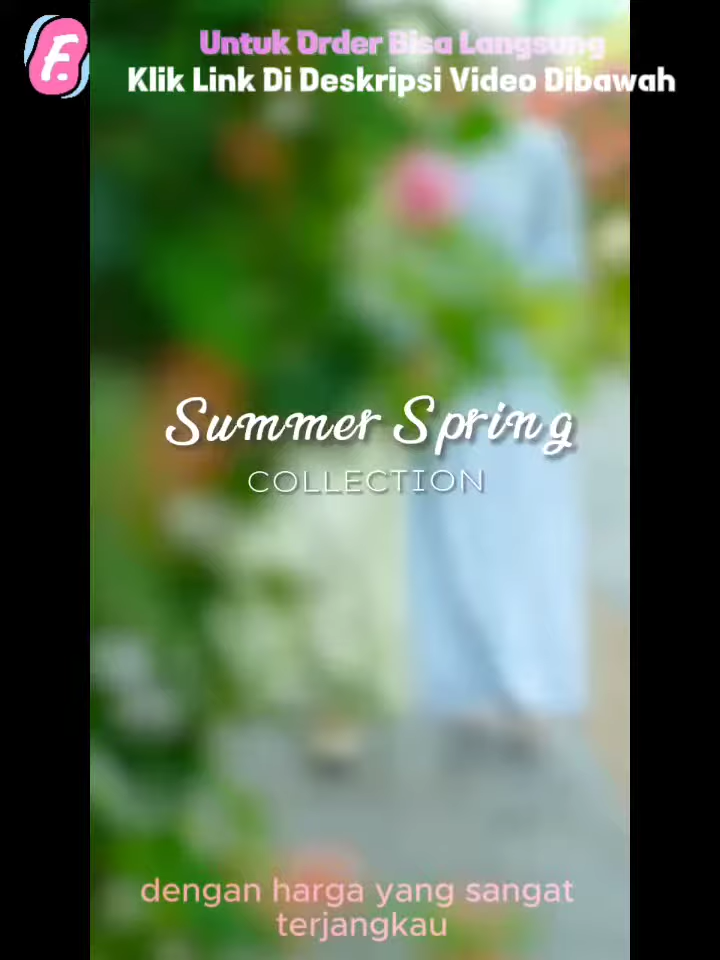 F.
Untuk Order Bisa Langsung
Klik Link Di Deskripsi Video Dibawah
Summer Spring
COLLECTION
dengan harga yang sangat
terjangkau